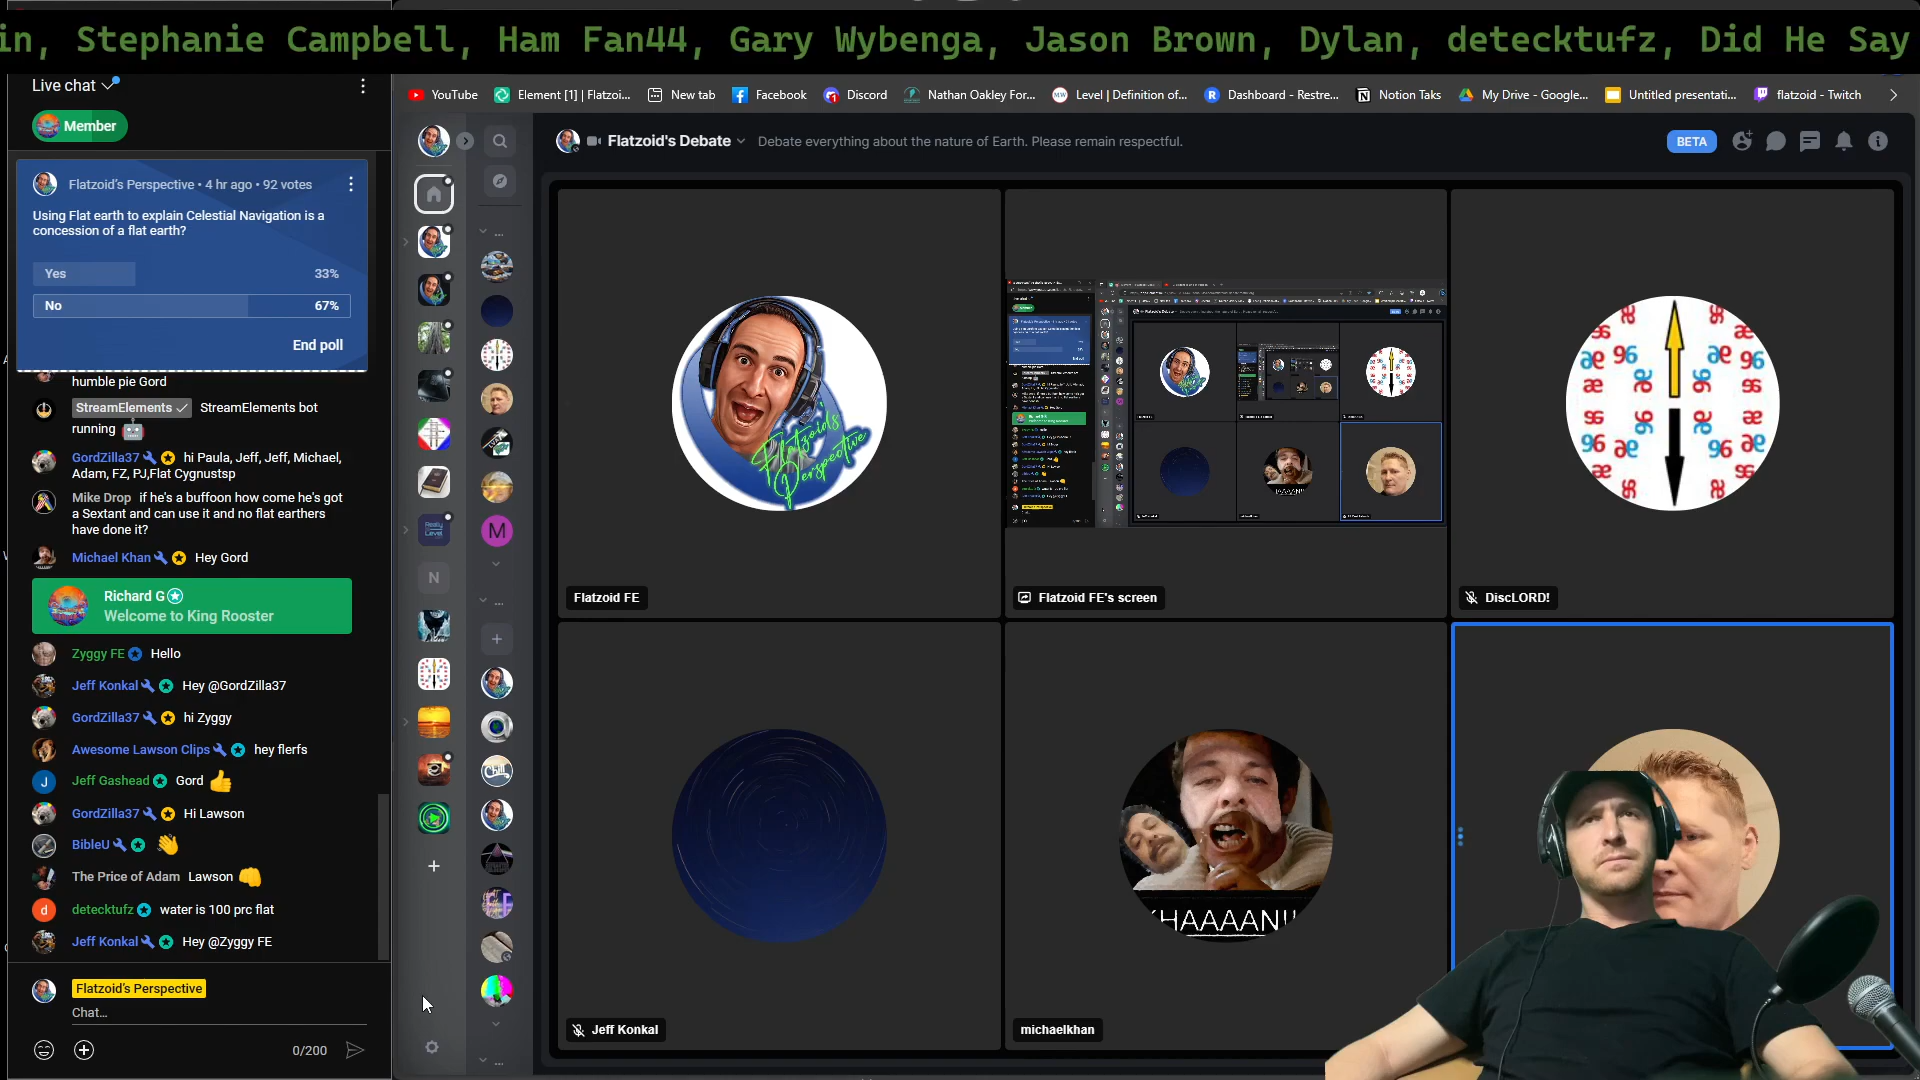 in, Stephanie Campbell, Ham Fan44, Gary Wybenga, Jason Brown, Dylan, detecktufz, Did He Say
Live chat
Member
Flatzoid's Perspective • 4 hr ago • 92 votes
Using Flat earth to explain Celestial Navigation is a
concession of a flat earth?
Yes 33%
No 67%
End poll
humble pie Gord
StreamElements StreamElements bot
running
GordZilla37 hi Paula, Jeff, Jeff, Michael,
Adam, FZ, PJ,Flat Cygnustsp
Mike Drop if he's a buffoon how come he's got
a Sextant and can use it and no flat earthers
have done it?
Michael Khan Hey Gord
Richard G
Welcome to King Rooster
Zyggy FE Hello
Jeff Konkal Hey @GordZilla37
GordZilla37 hi Zyggy
Awesome Lawson Clips hey flerfs
Jeff Gashead Gord
GordZilla37 Hi Lawson
BibleU
The Price of Adam Lawson
detecktufz water is 100 prc flat
Jeff Konkal Hey @Zyggy FE
Flatzoid's Perspective
Chat...
0/200
YouTube Element [1] | Flatzoi... New tab Facebook Discord Nathan Oakley For... Level | Definition of... Dashboard - Restre... Notion Taks My Drive - Google... Untitled presentati... flatzoid - Twitch
Flatzoid's Debate Debate everything about the nature of Earth. Please remain respectful.
BETA
N
M
Flatzoid's
Perspective
Flatzoid FE
Flatzoid FE's screen
DiscLORD!
Jeff Konkal
KHAAAAN!!
michaelkhan